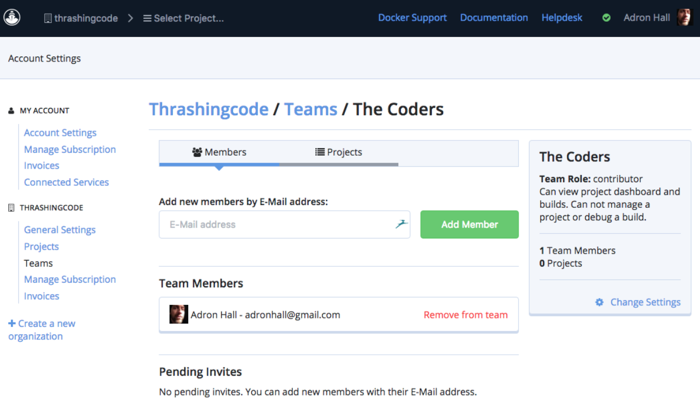 thrashingcode
Select Project...
Docker Support
Documentation
Helpdesk
Adron Hall
Account Settings
MY ACCOUNT
Account Settings
Manage Subscription
Invoices
Connected Services
THRASHINGCODE
General Settings
Projects
Teams
Manage Subscription
Invoices
Create a new
organization
Thrashingcode / Teams / The Coders
Members
Projects
Add new members by E-Mail address:
E-Mail address
Add Member
Team Members
Adron Hall - adronhall@gmail.com
Remove from team
Pending Invites
No pending invites. You can add new members with their E-Mail address.
The Coders
Team Role: contributor
Can view project dashboard and
builds. Can not manage a
project or debug a build.
1 Team Members
0 Projects
Change Settings